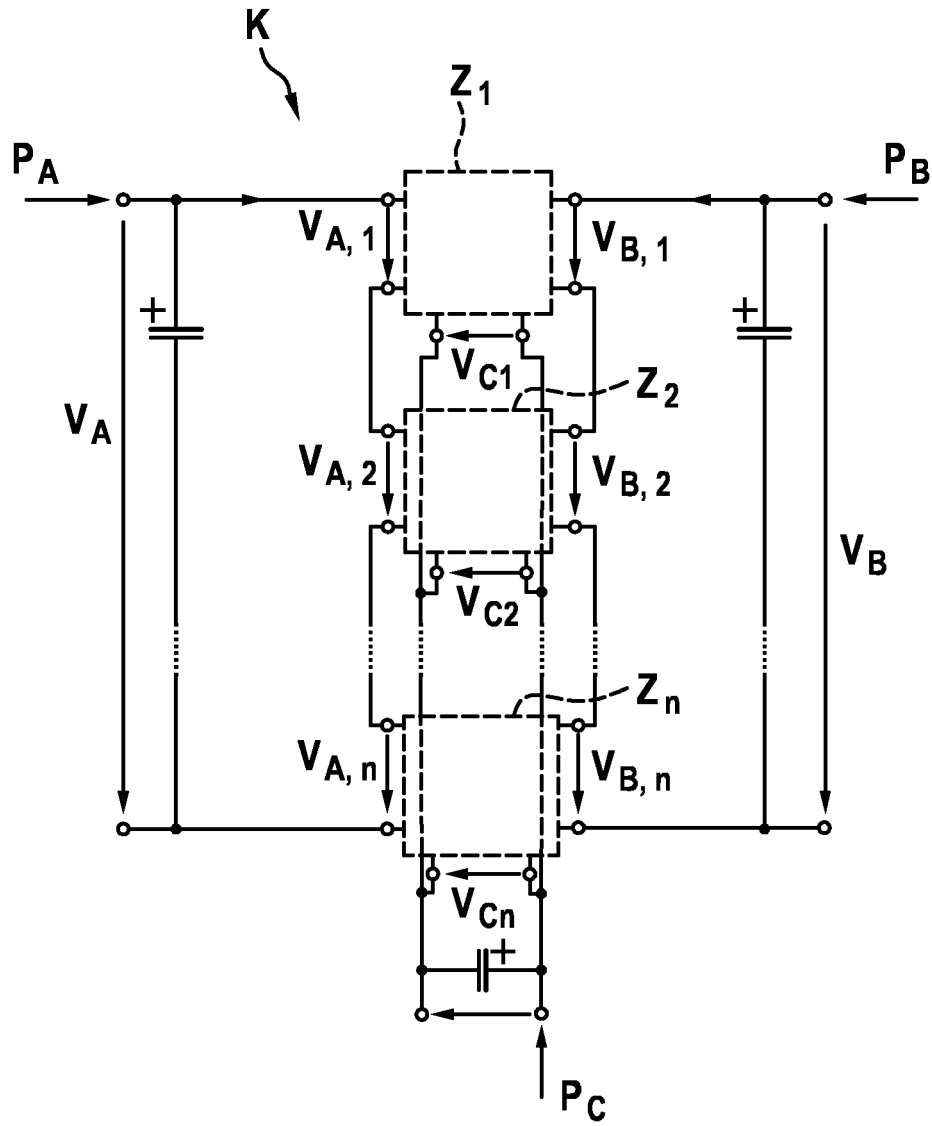 K
Z1
PA
PB
VA, 1
VB, 1
+
+
VC1
Z2
VA
VA, 2
VB, 2
VB
VC2
Zn
VA, n
VB, n
VCn
+
PC